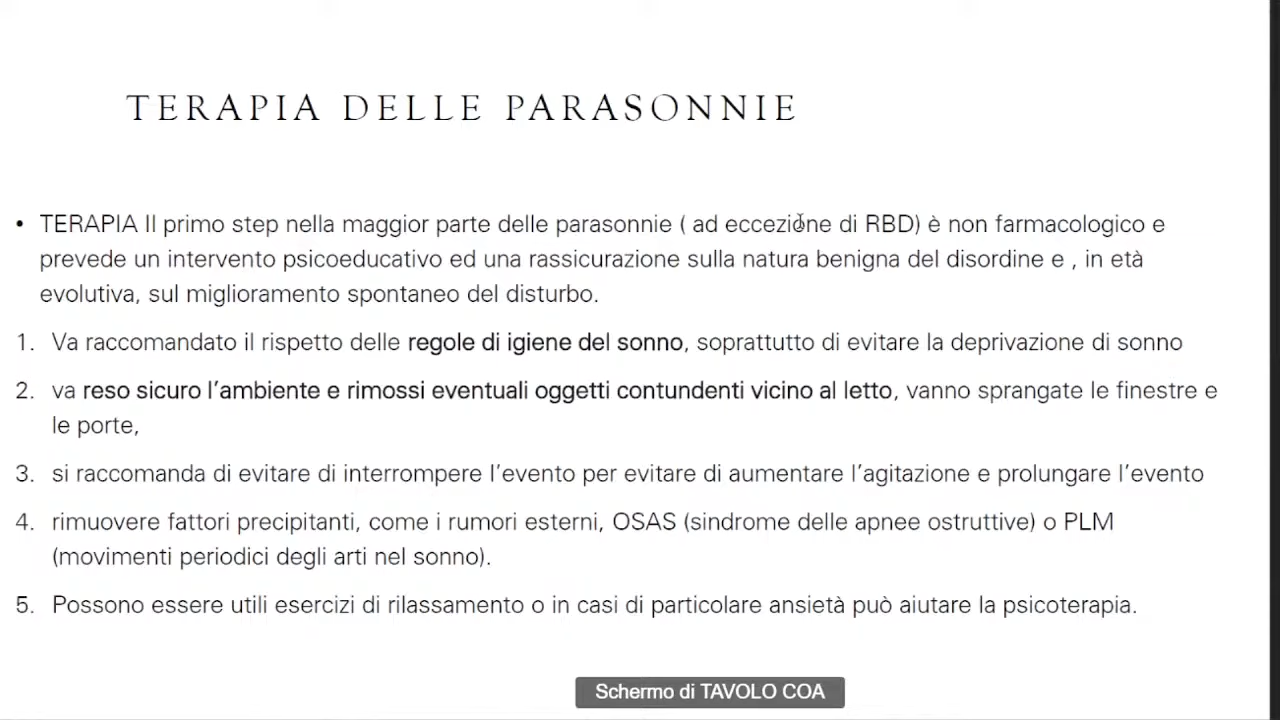 TERAPIA DELLE PARASONNIE
• TERAPIA Il primo step nella maggior parte delle parasonnie ( ad eccezione di RBD) è non farmacologico e
prevede un intervento psicoeducativo ed una rassicurazione sulla natura benigna del disordine e , in età
evolutiva, sul miglioramento spontaneo del disturbo.
1. Va raccomandato il rispetto delle regole di igiene del sonno, soprattutto di evitare la deprivazione di sonno
2. va reso sicuro l’ambiente e rimossi eventuali oggetti contundenti vicino al letto, vanno sprangate le finestre e
le porte,
3. si raccomanda di evitare di interrompere l’evento per evitare di aumentare l’agitazione e prolungare l’evento
4. rimuovere fattori precipitanti, come i rumori esterni, OSAS (sindrome delle apnee ostruttive) o PLM
(movimenti periodici degli arti nel sonno).
5. Possono essere utili esercizi di rilassamento o in casi di particolare ansietà può aiutare la psicoterapia.
Schermo di TAVOLO COA